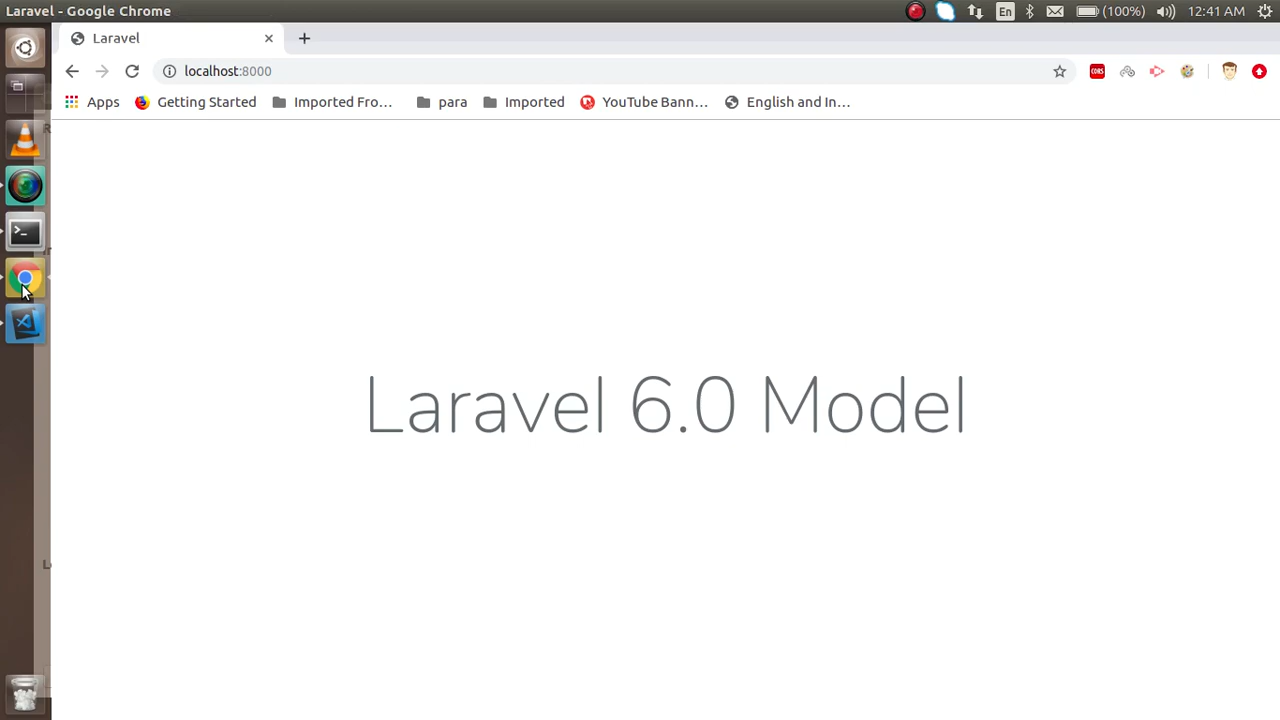 Laravel - Google Chrome
En
(100%)
12:41 AM
Laravel
localhost:8000
CORS
Apps
Getting Started
Imported Fro...
para
Imported
YouTube Bann...
English and In...
Laravel 6.0 Model